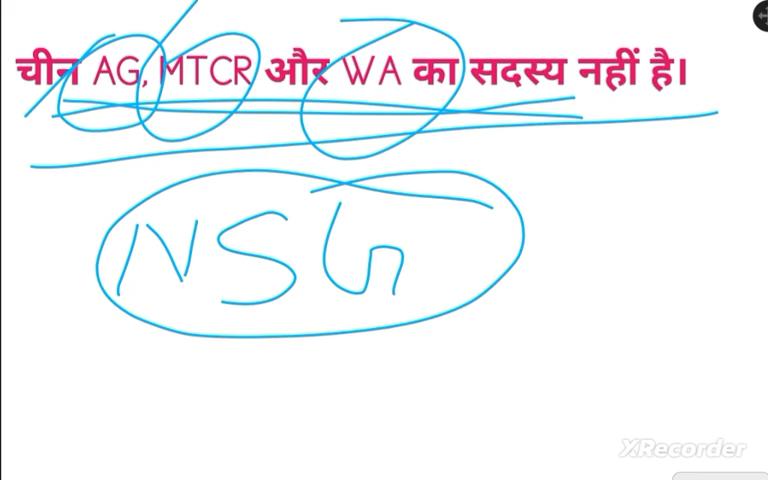 चीन AG, MTCR और WA का सदस्य नहीं है।
NSG
XRecorder